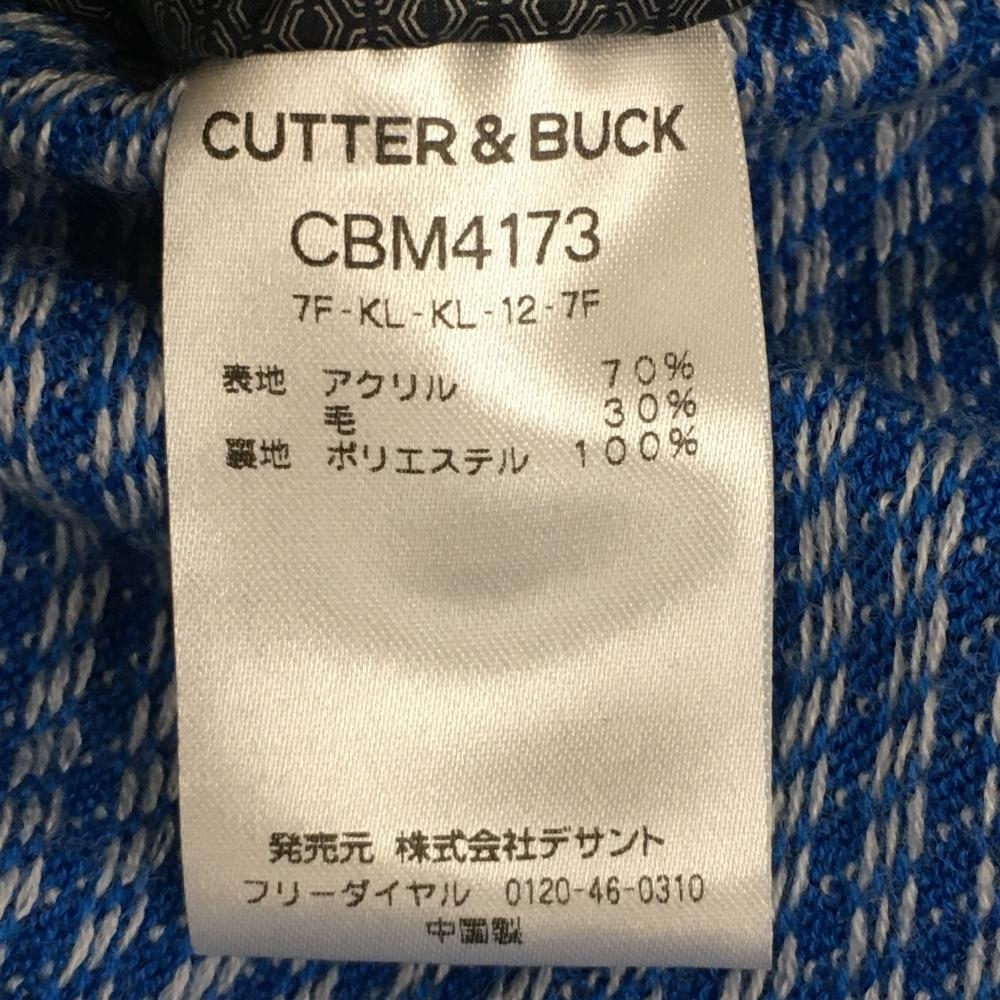 CUTTER & BUCK
CBM4173
7F-KL-KL-12-7F
表地 アクリル 70%
毛 30%
裏地 ポリエステル 100%
発売元 株式会社デサント
フリーダイヤル 0120-46-0310
中国製